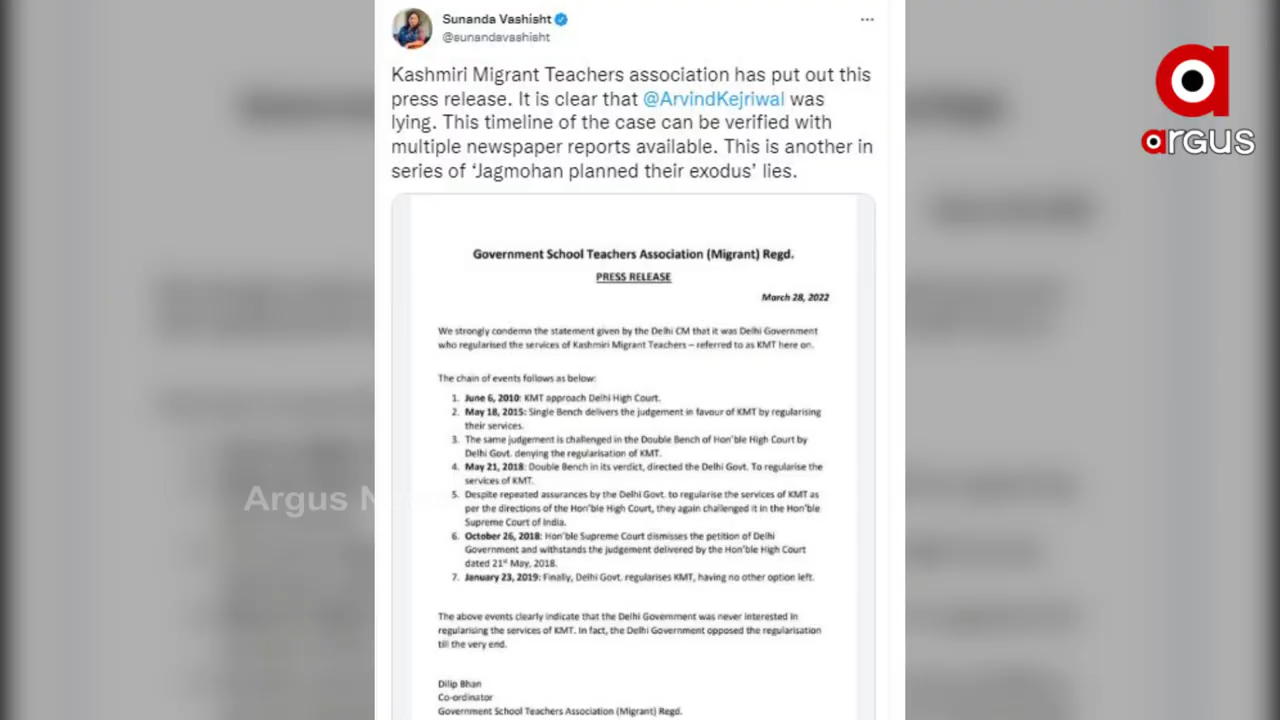 Sunanda Vashisht
@sunandavashisht
Kashmiri Migrant Teachers association has put out this
press release. It is clear that @ArvindKejriwal was
lying. This timeline of the case can be verified with
multiple newspaper reports available. This is another in
series of ‘Jagmohan planned their exodus’ lies.
Government School Teachers Association (Migrant) Regd.
PRESS RELEASE
March 28, 2022
We strongly condemn the statement given by the Delhi CM that it was Delhi Government
who regularised the services of Kashmiri Migrant Teachers – referred to as KMT here on.
The chain of events follows as below:
1. June 6, 2010: KMT approach Delhi High Court.
2. May 18, 2015: Single Bench delivers the judgement in favour of KMT by regularising
their services.
3. The same judgement is challenged in the Double Bench of Hon'ble High Court by
Delhi Govt. denying the regularisation of KMT.
4. May 21, 2018: Double Bench in its verdict, directed the Delhi Govt. To regularise the
services of KMT.
5. Despite repeated assurances by the Delhi Govt. to regularise the services of KMT as
per the directions of the Hon'ble High Court, they again challenged it in the Hon'ble
Supreme Court of India.
6. October 26, 2018: Hon'ble Supreme Court dismisses the petition of Delhi
Government and withstands the judgement delivered by the Hon'ble High Court
dated 21st May, 2018.
7. January 23, 2019: Finally, Delhi Govt. regularises KMT, having no other option left.
The above events clearly indicate that the Delhi Government was never interested in
regularising the services of KMT. In fact, the Delhi Government opposed the regularisation
till the very end.
Dilip Bhan
Co-ordinator
Government School Teachers Association (Migrant) Regd.
argus
Argus